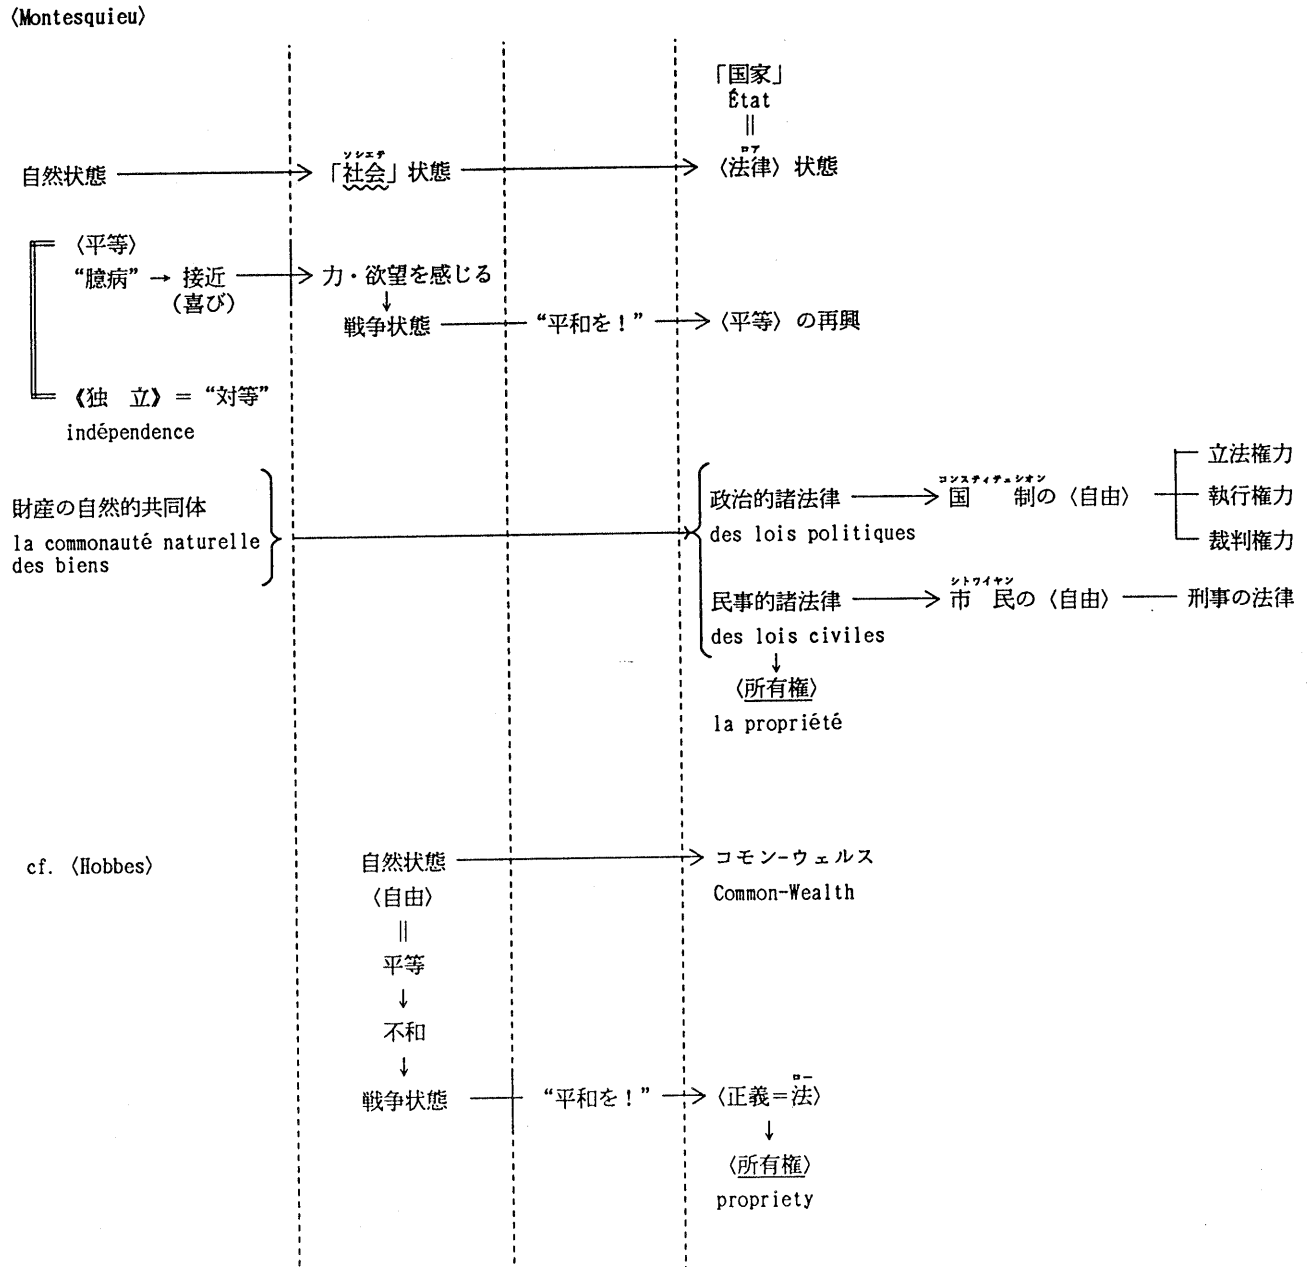 〈Montesquieu〉
「国家」
État
||
ソシエテ
ロア
自然状態 → 「社会」状態 → 〈法律〉状態
〈平等〉
“臆病” → 接近 → 力・欲望を感じる
(喜び)
↓
戦争状態 — “平和を!” → 〈平等〉の再興
《独 立》= “対等”
indépendence
財産の自然的共同体
la commonauté naturelle
des biens
コンスティテュシオン
政治的諸法律 → 国 制の〈自由〉
des lois politiques
立法権力
執行権力
裁判権力
シトワイヤン
民事的諸法律 → 市 民の〈自由〉 — 刑事の法律
des lois civiles
↓
〈所有権〉
la propriété
cf. 〈Hobbes〉
自然状態 → コモン-ウェルス
Common-Wealth
〈自由〉
||
平等
↓
不和
↓
ロー
戦争状態 — “平和を!” → 〈正義=法〉
↓
〈所有権〉
propriety